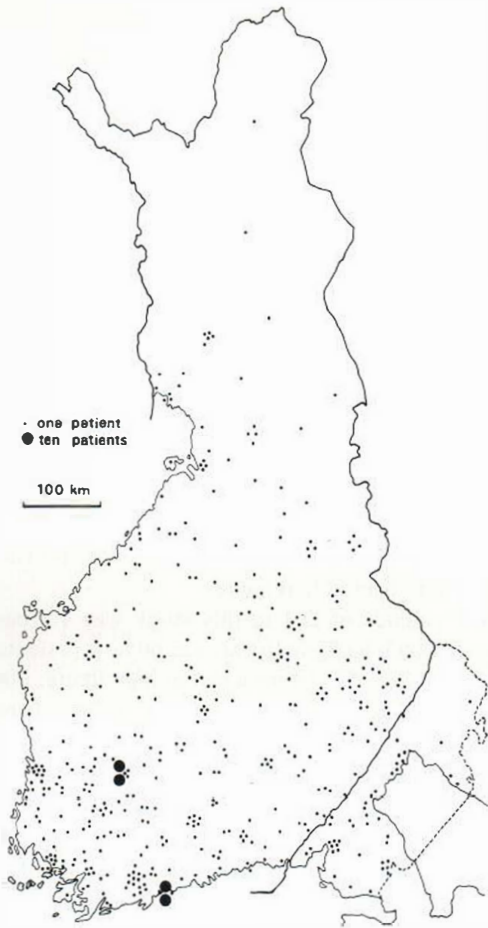 · one patient
● ten patients
100 km